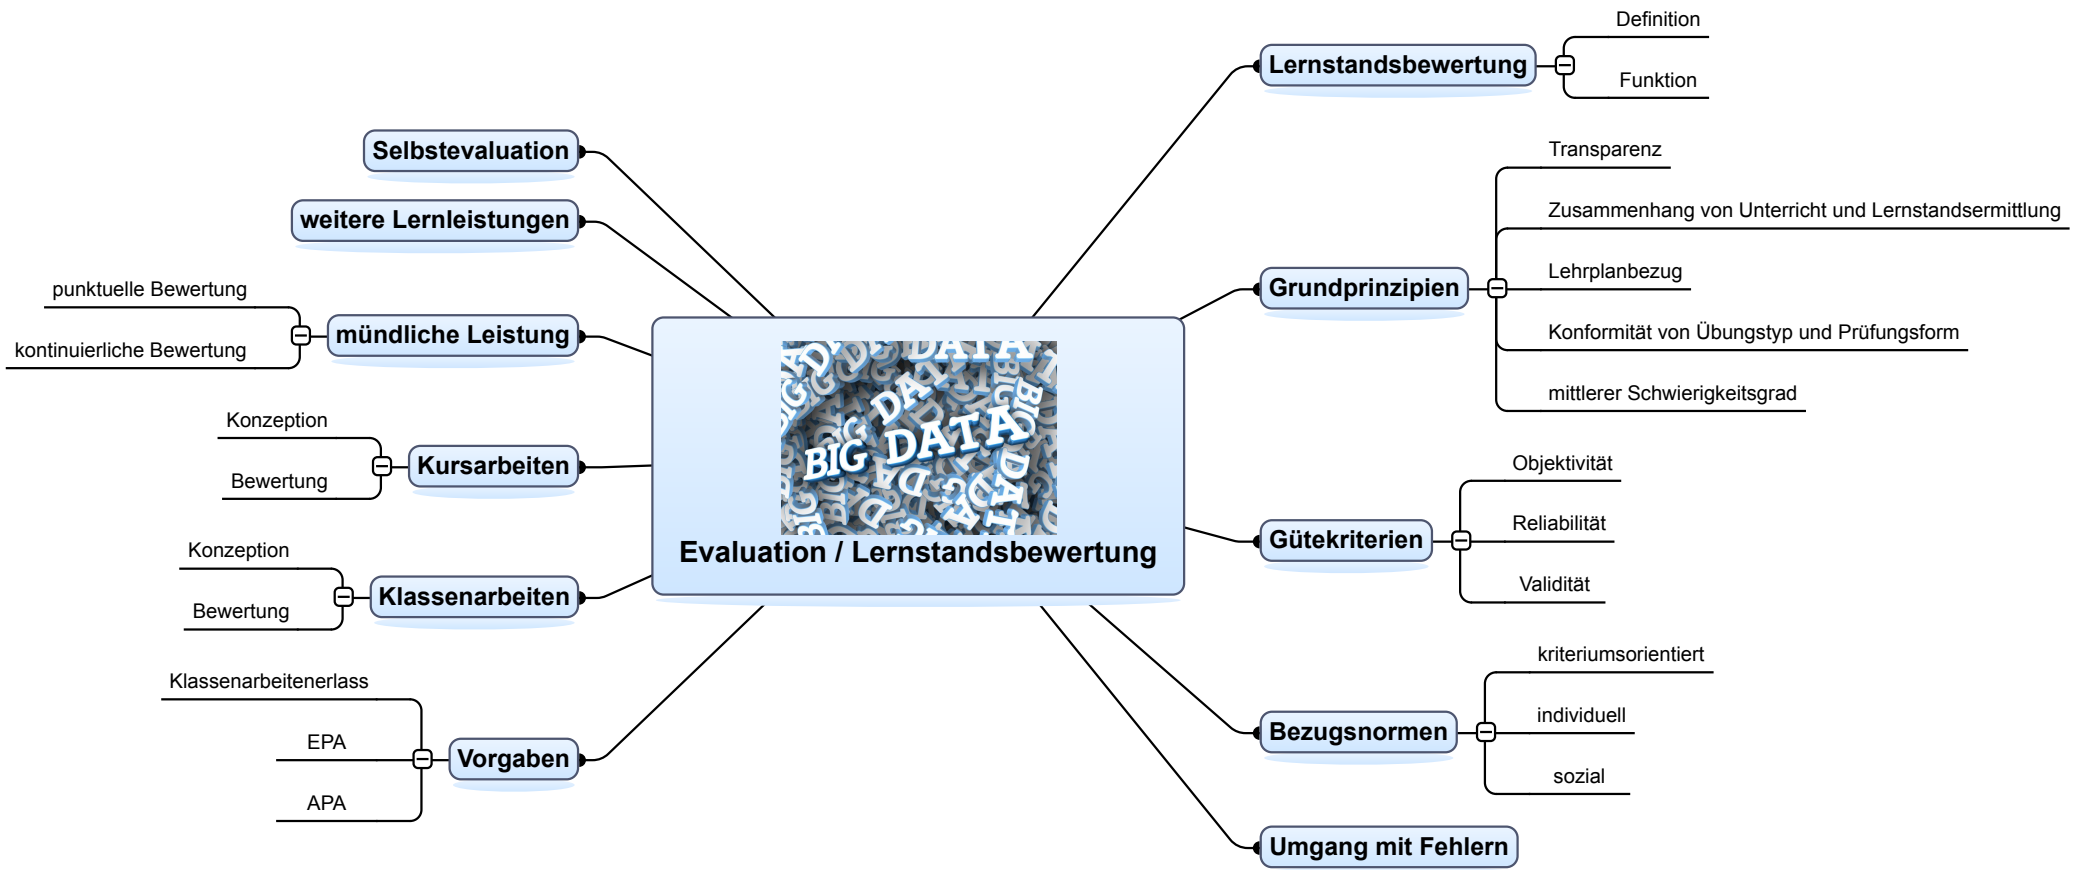 Evaluation / Lernstandsbewertung
BIG DATA
Lernstandsbewertung
Definition
Funktion
Grundprinzipien
Transparenz
Zusammenhang von Unterricht und Lernstandsermittlung
Lehrplanbezug
Konformität von Übungstyp und Prüfungsform
mittlerer Schwierigkeitsgrad
Gütekriterien
Objektivität
Reliabilität
Validität
Bezugsnormen
kriteriumsorientiert
individuell
sozial
Umgang mit Fehlern
Selbstevaluation
weitere Lernleistungen
mündliche Leistung
punktuelle Bewertung
kontinuierliche Bewertung
Kursarbeiten
Konzeption
Bewertung
Klassenarbeiten
Konzeption
Bewertung
Vorgaben
Klassenarbeitenerlass
EPA
APA